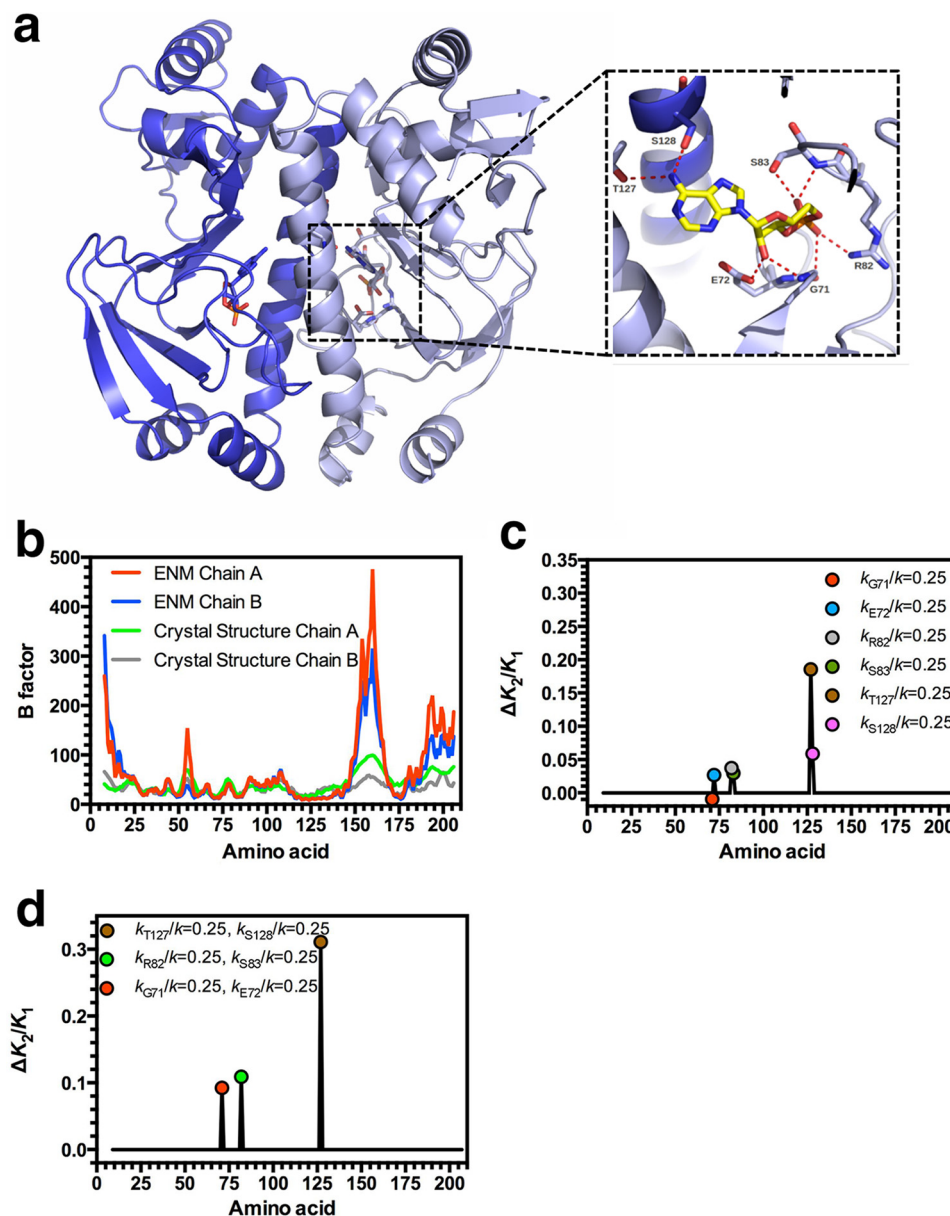 a
S128
T127
S83
E72
G71
R82
b
500
400
300
200
100
0
B factor
ENM Chain A
ENM Chain B
Crystal Structure Chain A
Crystal Structure Chain B
0 25 50 75 100 125 150 175 200
Amino acid
c
0.35
0.30
0.25
0.20
0.15
0.10
0.05
0.00
ΔK2/K1
kG71/k=0.25
kE72/k=0.25
kR82/k=0.25
kS83/k=0.25
kT127/k=0.25
kS128/k=0.25
0 25 50 75 100 125 150 175 200
Amino acid
d
0.3
0.2
0.1
0.0
ΔK2/K1
kT127/k=0.25, kS128/k=0.25
kR82/k=0.25, kS83/k=0.25
kG71/k=0.25, kE72/k=0.25
0 25 50 75 100 125 150 175 200
Amino acid